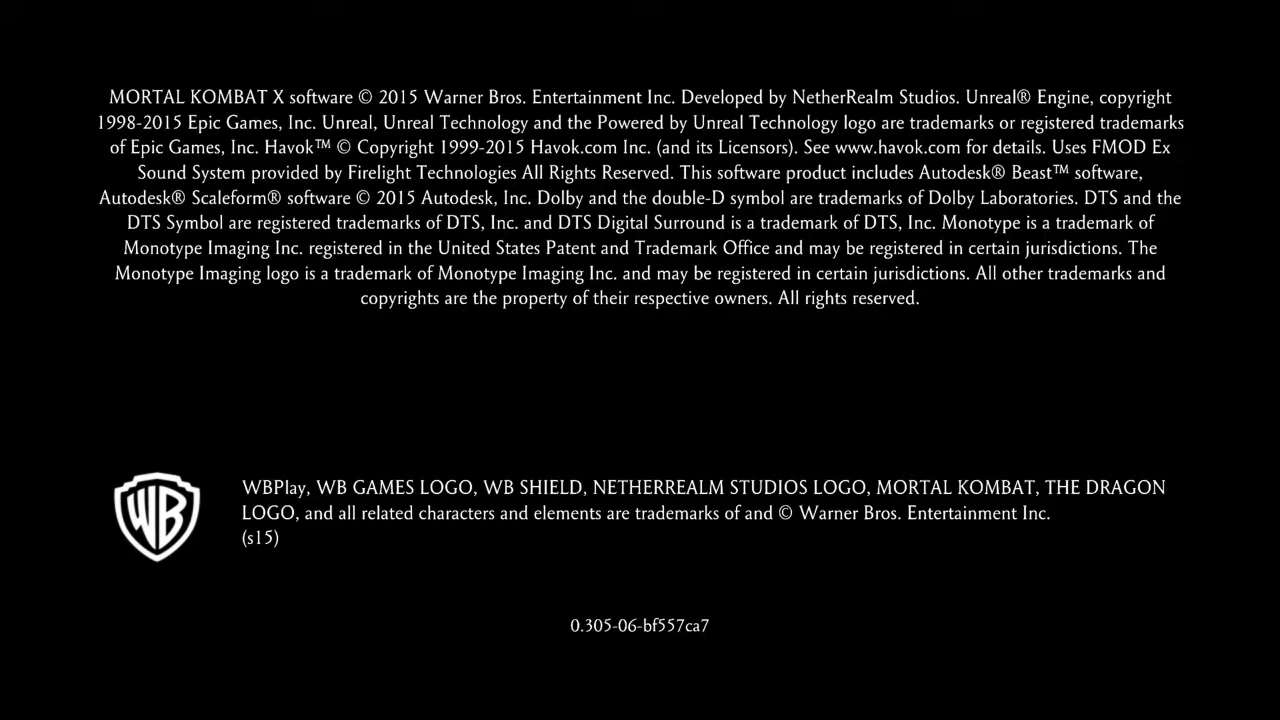 MORTAL KOMBAT X software © 2015 Warner Bros. Entertainment Inc. Developed by NetherRealm Studios. Unreal® Engine, copyright
1998-2015 Epic Games, Inc. Unreal, Unreal Technology and the Powered by Unreal Technology logo are trademarks or registered trademarks
of Epic Games, Inc. Havok™ © Copyright 1999-2015 Havok.com Inc. (and its Licensors). See www.havok.com for details. Uses FMOD Ex
Sound System provided by Firelight Technologies All Rights Reserved. This software product includes Autodesk® Beast™ software,
Autodesk® Scaleform® software © 2015 Autodesk, Inc. Dolby and the double-D symbol are trademarks of Dolby Laboratories. DTS and the
DTS Symbol are registered trademarks of DTS, Inc. and DTS Digital Surround is a trademark of DTS, Inc. Monotype is a trademark of
Monotype Imaging Inc. registered in the United States Patent and Trademark Office and may be registered in certain jurisdictions. The
Monotype Imaging logo is a trademark of Monotype Imaging Inc. and may be registered in certain jurisdictions. All other trademarks and
copyrights are the property of their respective owners. All rights reserved.
WB
WBPlay, WB GAMES LOGO, WB SHIELD, NETHERREALM STUDIOS LOGO, MORTAL KOMBAT, THE DRAGON
LOGO, and all related characters and elements are trademarks of and © Warner Bros. Entertainment Inc.
(s15)
0.305-06-bf557ca7